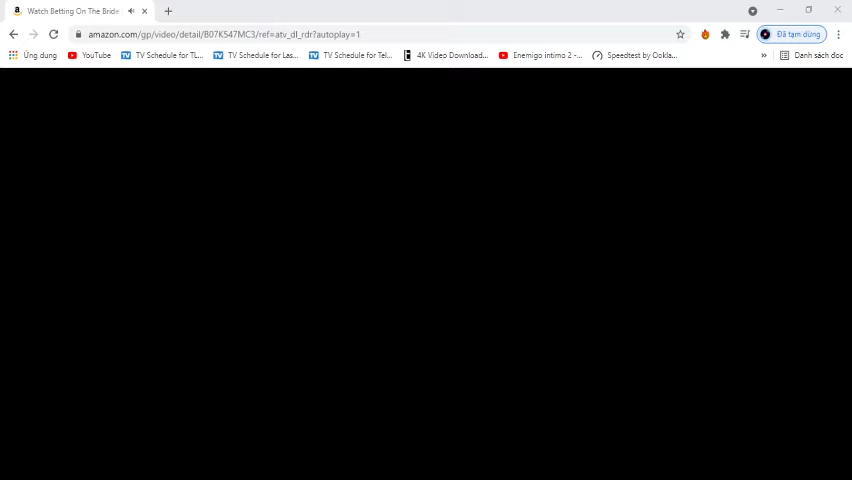 Watch Betting On The Bride
amazon.com/gp/video/detail/B07K547MC3/ref=atv_dl_rdr?autoplay=1
Đã tạm dừng
Ứng dụng YouTube TV Schedule for TL... TV Schedule for Las... TV Schedule for Tel... 4K Video Download... Enemigo íntimo 2 -... Speedtest by Ookla... » Danh sách đọc